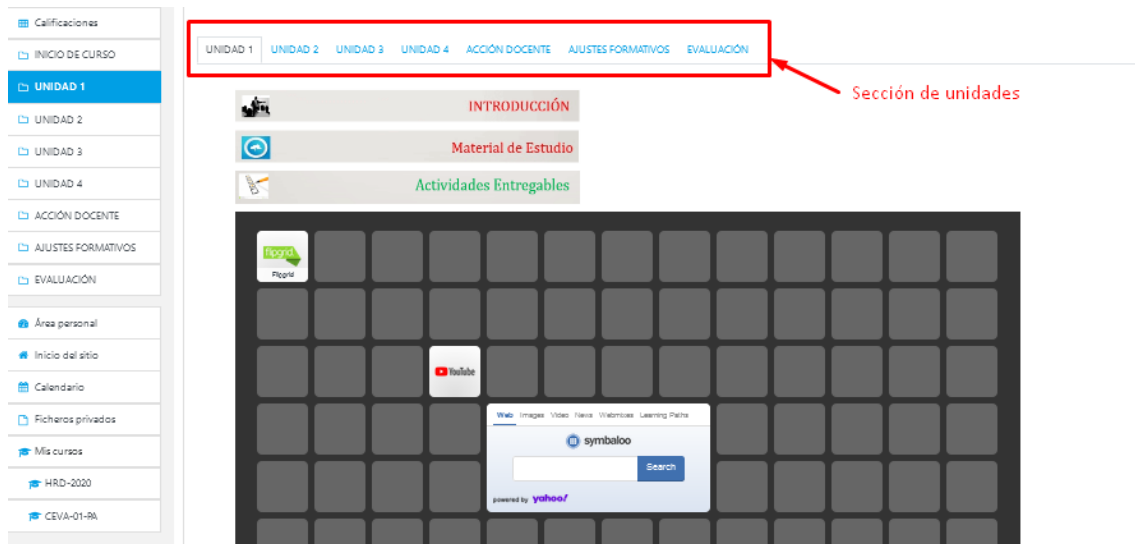 Calificaciones
INICIO DE CURSO
UNIDAD 1
UNIDAD 2
UNIDAD 3
UNIDAD 4
ACCIÓN DOCENTE
AJUSTES FORMATIVOS
EVALUACIÓN
Área personal
Inicio del sitio
Calendario
Ficheros privados
Mis cursos
HRD-2020
CEVA-01-PA
UNIDAD 1 UNIDAD 2 UNIDAD 3 UNIDAD 4 ACCIÓN DOCENTE AJUSTES FORMATIVOS EVALUACIÓN
Sección de unidades
INTRODUCCIÓN
Material de Estudio
Actividades Entregables
flipgrid
Flipgrid
YouTube
Web Images Video News Webmixes Learning Paths
symbaloo
Search
powered by yahoo!